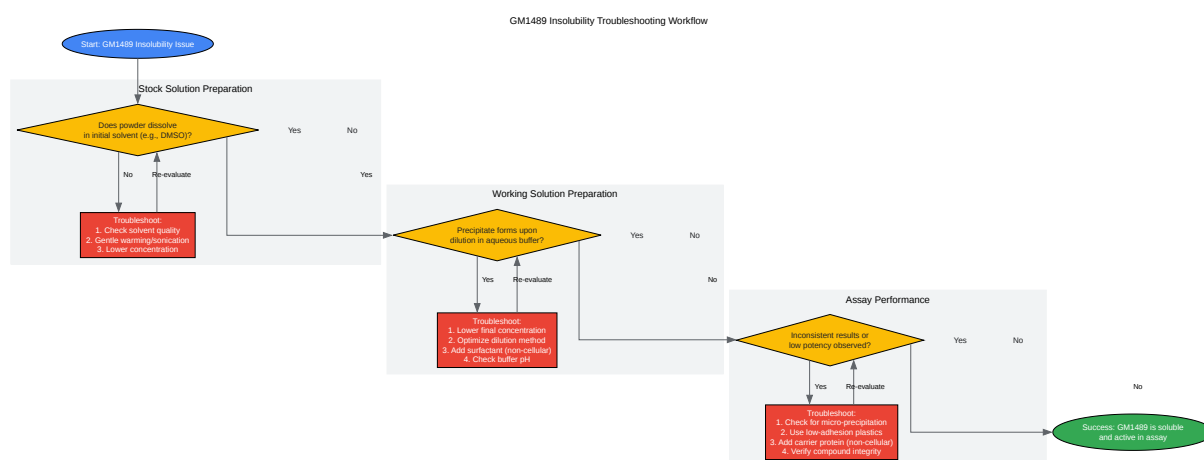 GM1489 Insolubility Troubleshooting Workflow
Start: GM1489 Insolubility Issue
Stock Solution Preparation
Does powder dissolve
in initial solvent (e.g., DMSO)?
Yes
No
No
Re-evaluate
Yes
Troubleshoot:
1. Check solvent quality
2. Gentle warming/sonication
3. Lower concentration
Working Solution Preparation
Precipitate forms upon
dilution in aqueous buffer?
Yes
No
Yes
Re-evaluate
No
Troubleshoot:
1. Lower final concentration
2. Optimize dilution method
3. Add surfactant (non-cellular)
4. Check buffer pH
Assay Performance
Inconsistent results or
low potency observed?
Yes
No
Yes
Re-evaluate
No
Troubleshoot:
1. Check for micro-precipitation
2. Use low-adhesion plastics
3. Add carrier protein (non-cellular)
4. Verify compound integrity
Success: GM1489 is soluble
and active in assay